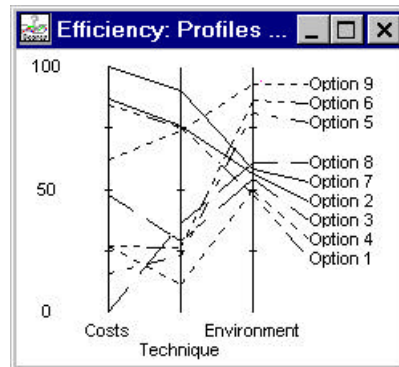 Efficiency: Profiles ...
100
50
0
Option 9
Option 6
Option 5
Option 8
Option 7
Option 2
Option 3
Option 4
Option 1
Costs
Environment
Technique